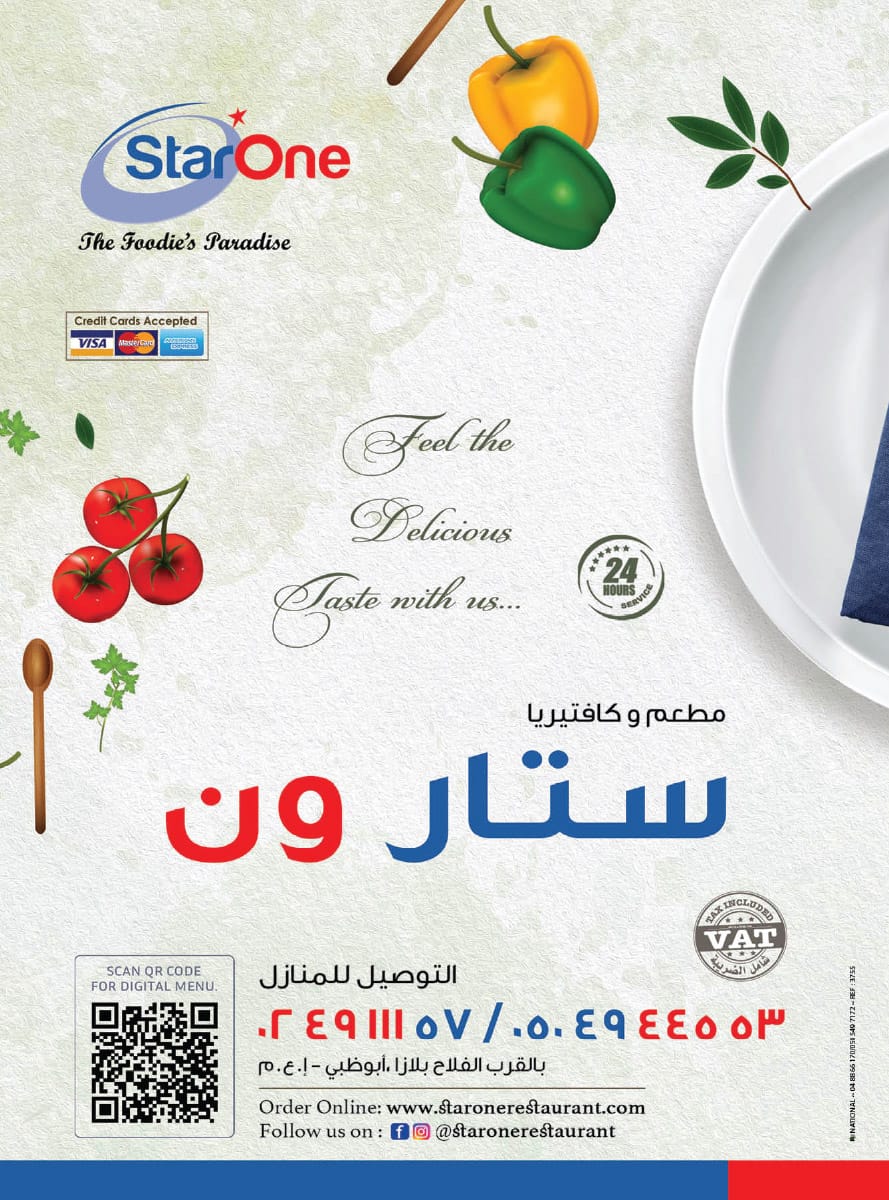 StarOne
The Foodie's Paradise
Credit Cards Accepted
VISA MasterCard AMERICAN EXPRESS
Feel the
Delicious
Taste with us...
24
HOURS
SERVICE
مطعم و كافتيريا
ستار ون
TAX INCLUDED
VAT
شامل الضريبة
SCAN QR CODE
FOR DIGITAL MENU.
التوصيل للمنازل
٠٢ ٤٩ ١١١ ٥٧ / ٠٥٠ ٤٩ ٤٤٥ ٥٣
بالقرب الفلاح بلازا ،أبوظبي - إ.ع.م
Order Online: www.staronerestaurant.com
Follow us on : @staronerestaurant